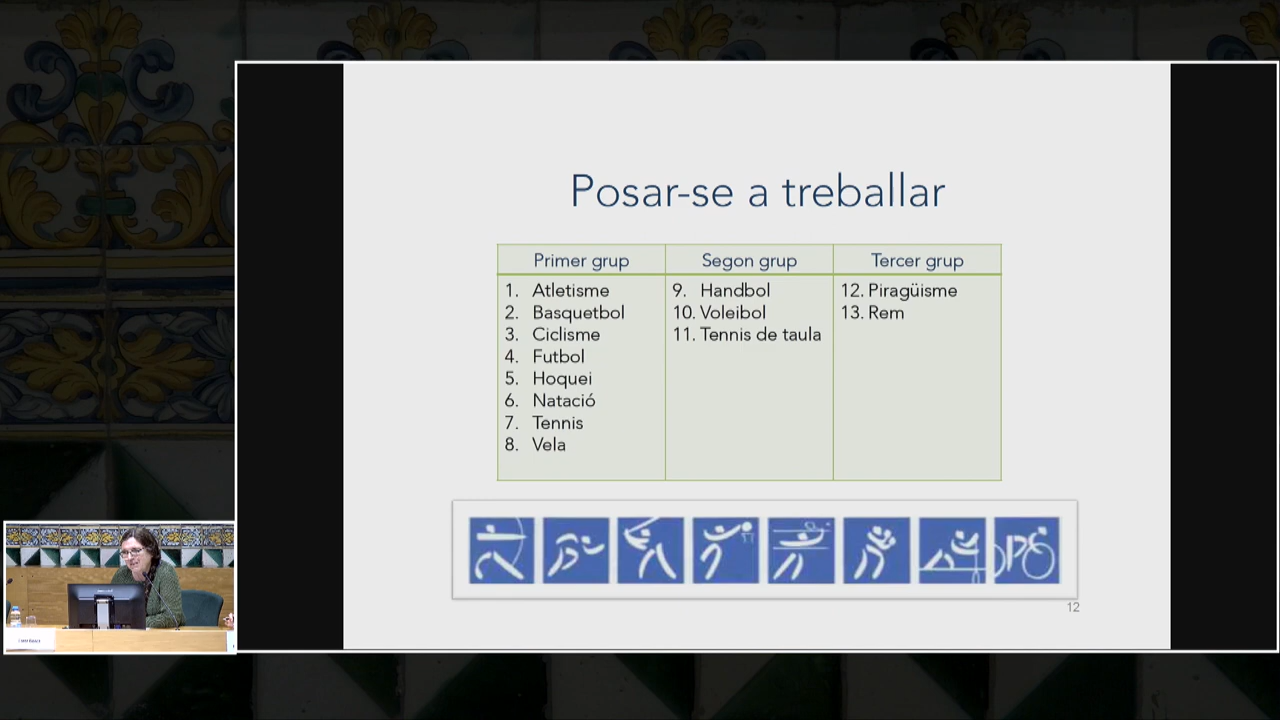 Posar-se a treballar
Primer grup
Segon grup
Tercer grup
1. Atletisme
2. Basquetbol
3. Ciclisme
4. Futbol
5. Hoquei
6. Natació
7. Tennis
8. Vela
9. Handbol
10. Voleibol
11. Tennis de taula
12. Piragüisme
13. Rem
12